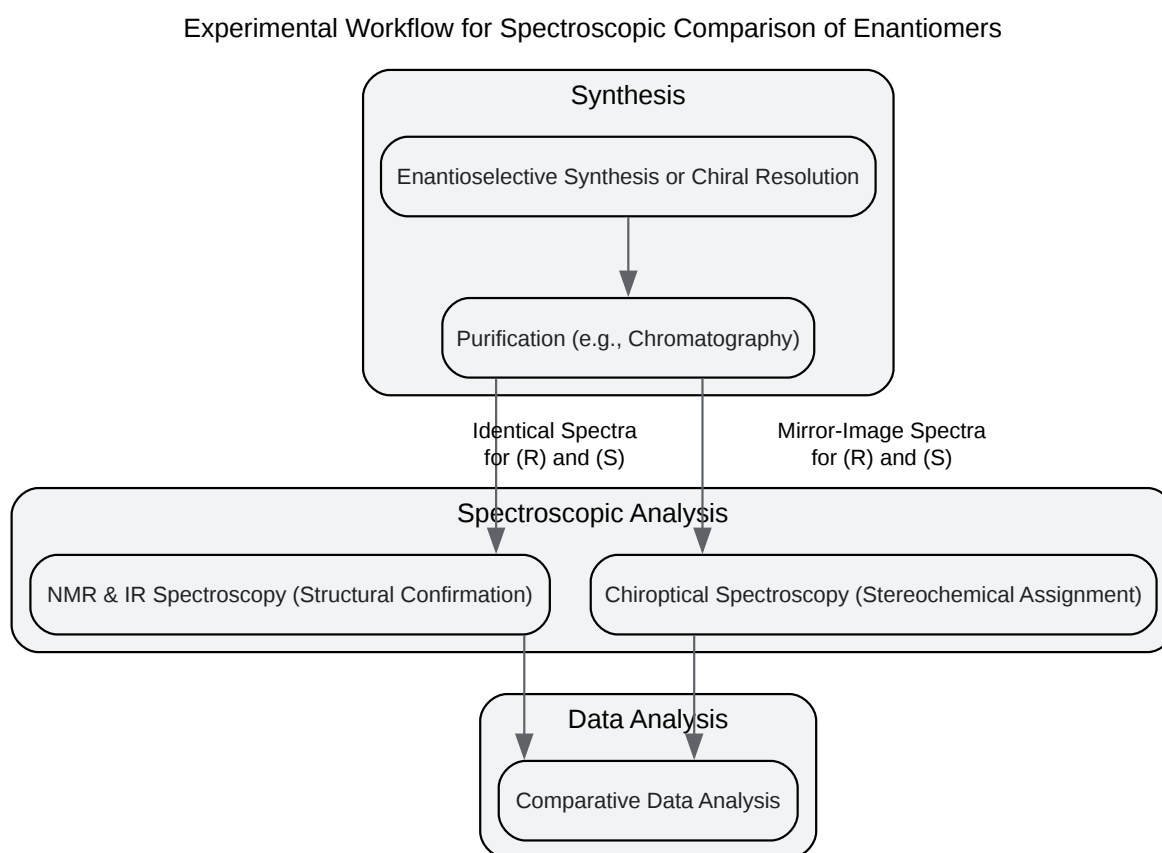 Experimental Workflow for Spectroscopic Comparison of Enantiomers
Synthesis
Enantioselective Synthesis or Chiral Resolution
Purification (e.g., Chromatography)
Identical Spectra
for (R) and (S)
Mirror-Image Spectra
for (R) and (S)
Spectroscopic Analysis
NMR & IR Spectroscopy (Structural Confirmation)
Chiroptical Spectroscopy (Stereochemical Assignment)
Data Analysis
Comparative Data Analysis